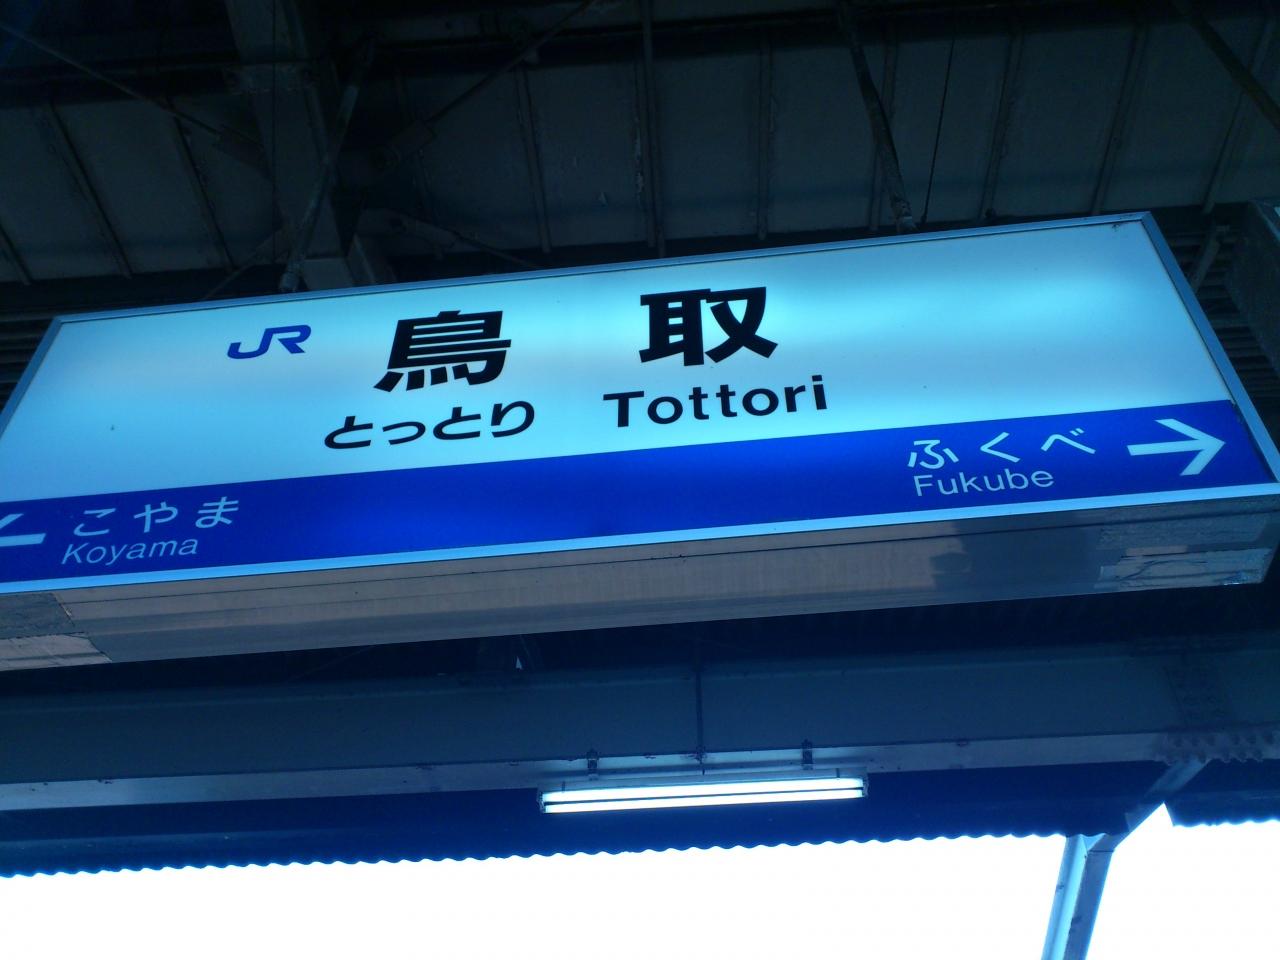 JR 鳥取
とっとり Tottori
ふくべ →
Fukube
← こやま
Koyama